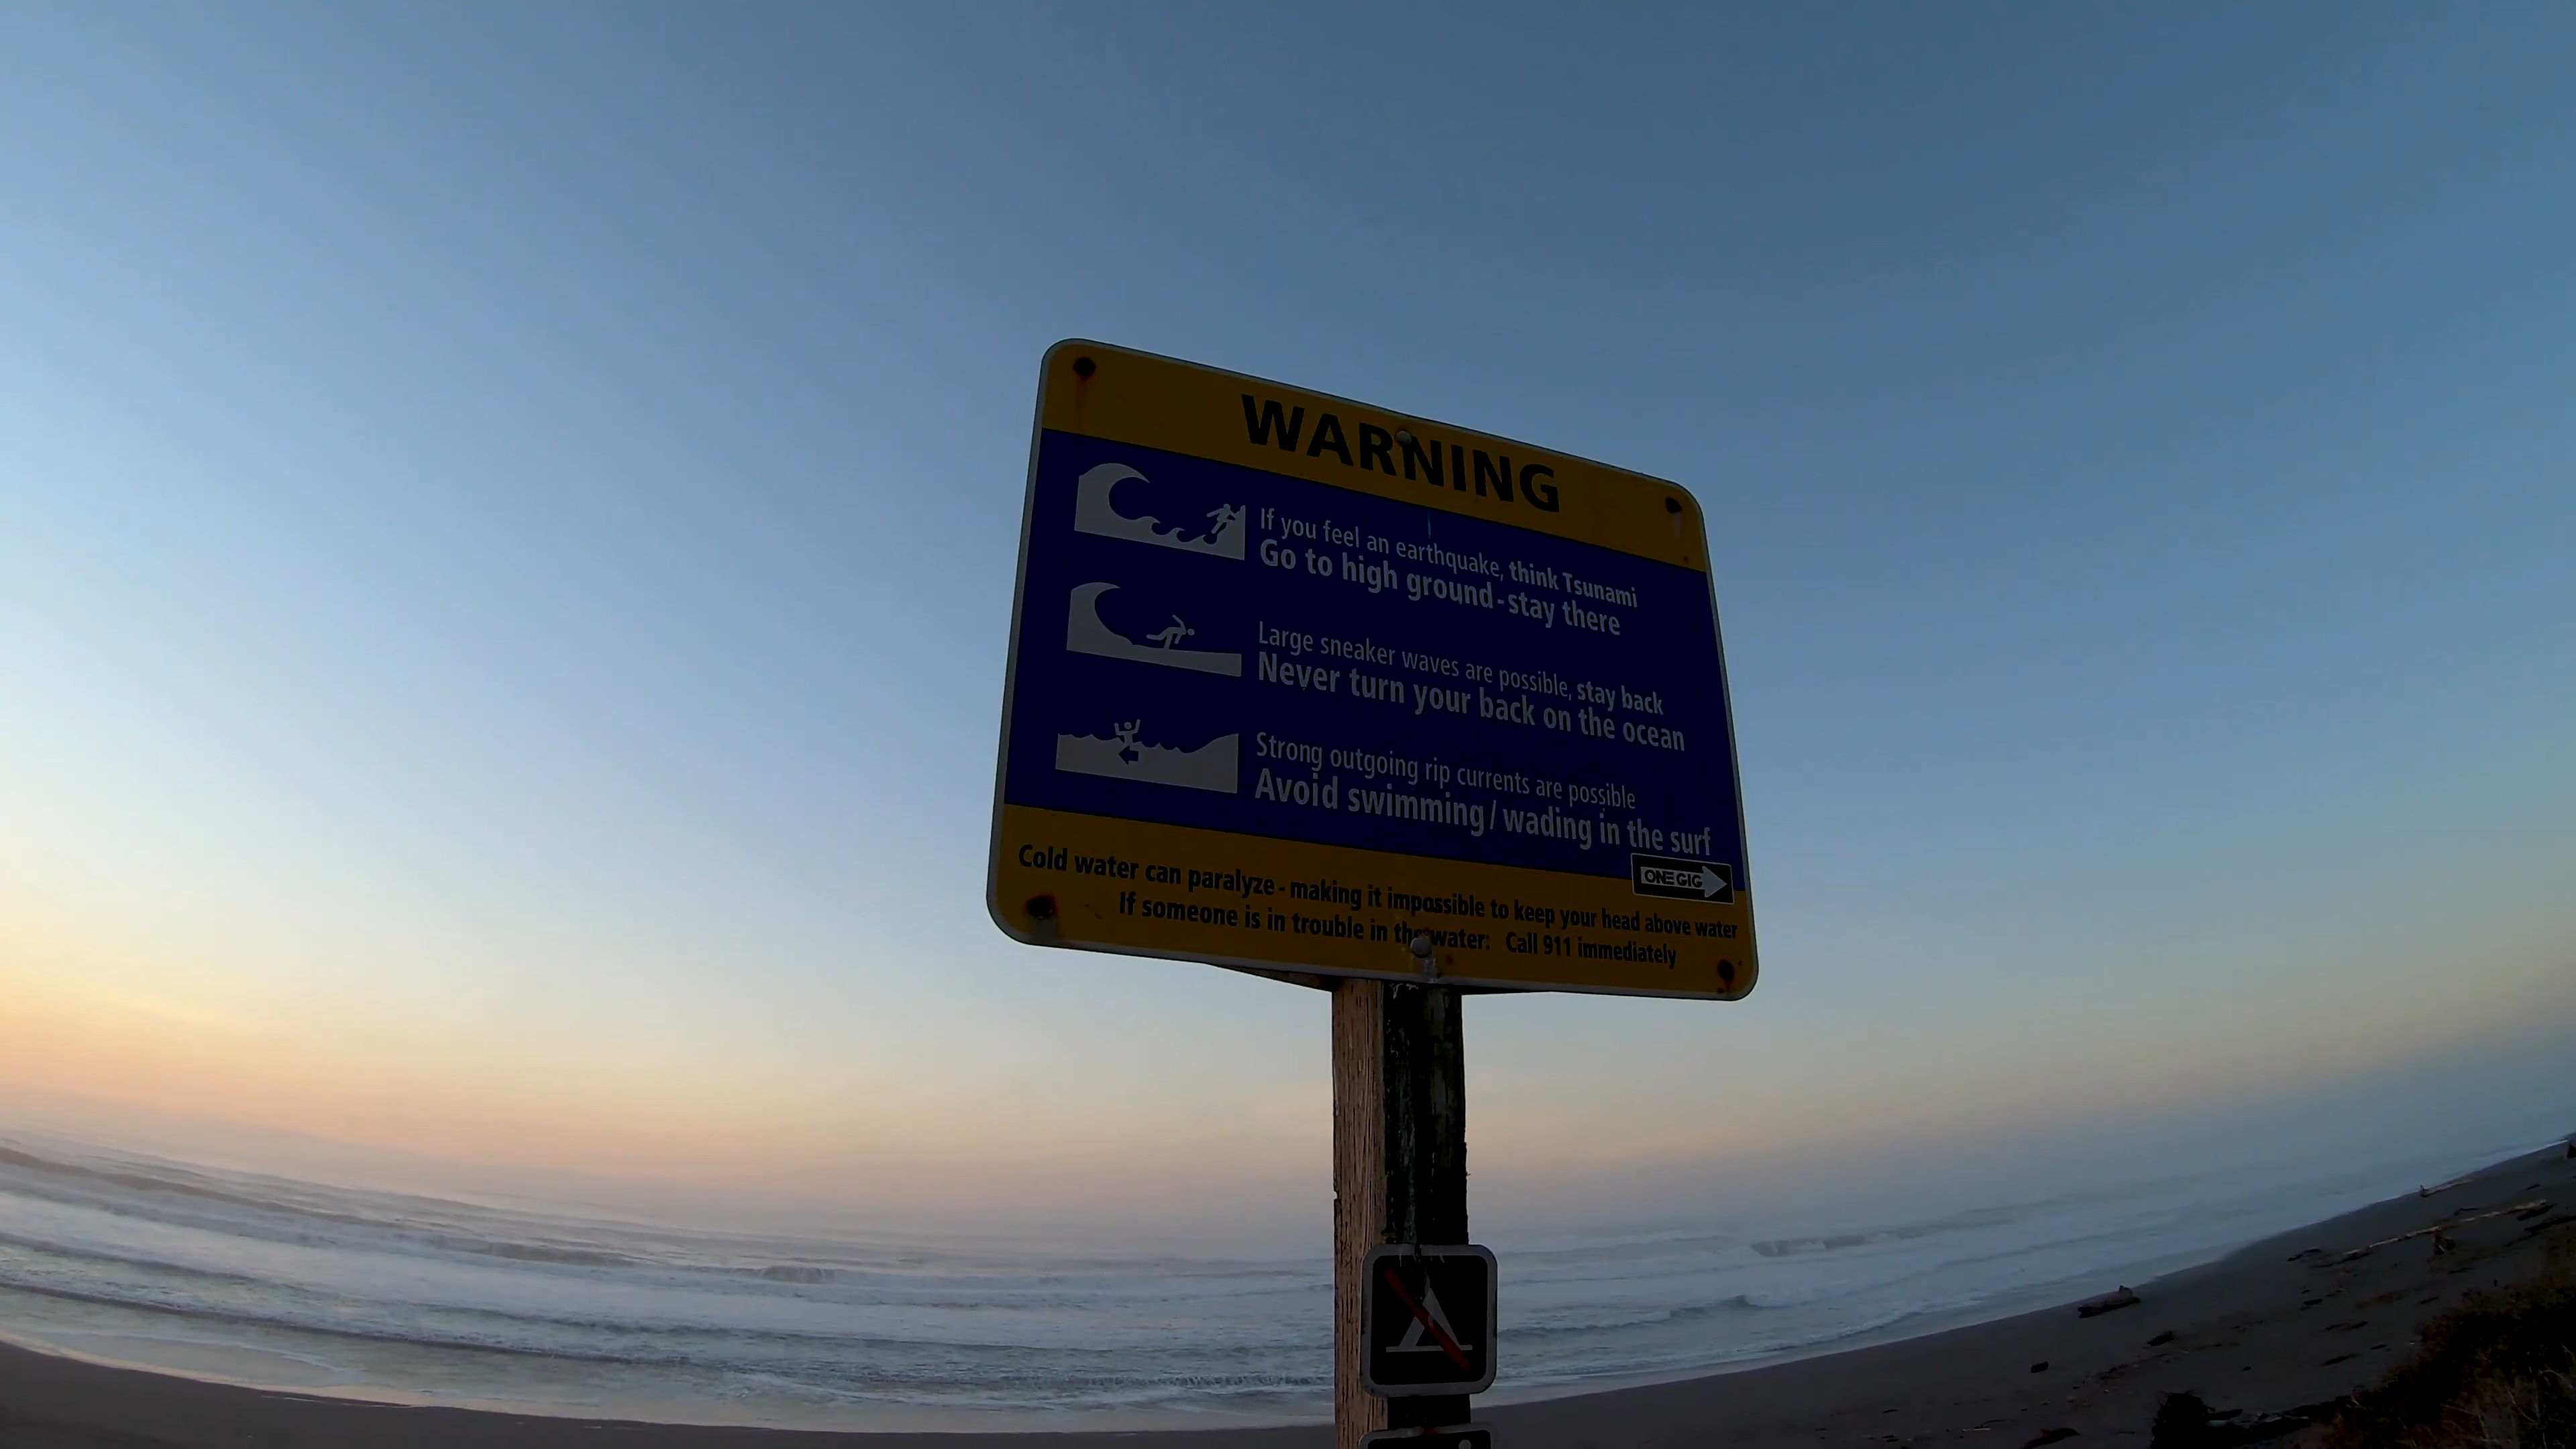 WARNING
If you feel an earthquake, think Tsunami
Go to high ground - stay there
Large sneaker waves are possible, stay back
Never turn your back on the ocean
Strong outgoing rip currents are possible
Avoid swimming / wading in the surf
ONE GIG
Cold water can paralyze - making it impossible to keep your head above water
If someone is in trouble in the water: Call 911 immediately